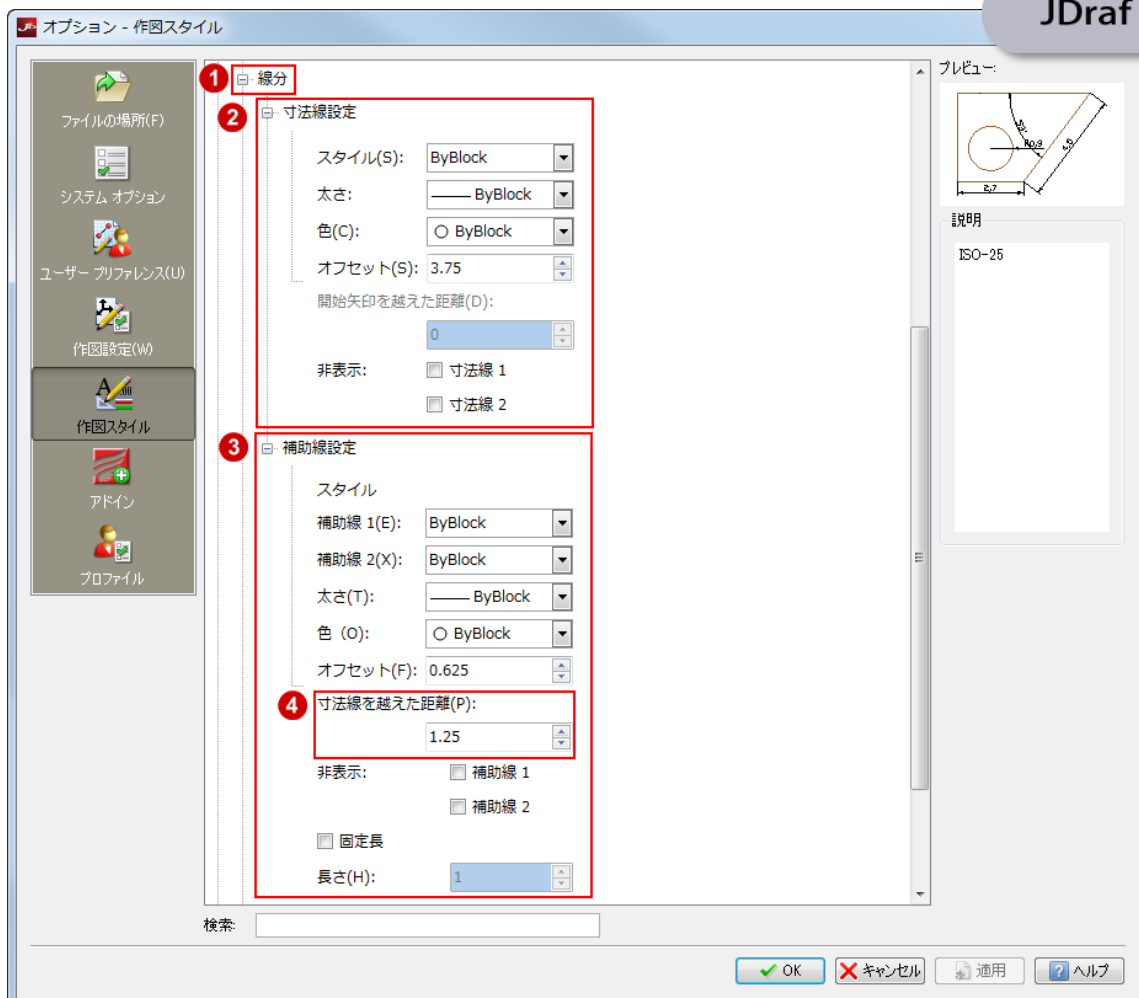 JDraf
オプション - 作図スタイル
ファイルの場所(F)
システム オプション
ユーザー プリファレンス(U)
作図設定(W)
作図スタイル
アドイン
プロファイル
1 線分
2 寸法線設定
スタイル(S): ByBlock
太さ: ByBlock
色(C): ByBlock
オフセット(S): 3.75
開始矢印を越えた距離(D):
0
非表示: 寸法線 1
寸法線 2
3 補助線設定
スタイル
補助線 1(E): ByBlock
補助線 2(X): ByBlock
太さ(T): ByBlock
色 (O): ByBlock
オフセット(F): 0.625
4 寸法線を越えた距離(P):
1.25
非表示: 補助線 1
補助線 2
固定長
長さ(H): 1
検索:
プレビュー:
53°
R0,9
2,7
説明
ISO-25
OK キャンセル 適用 ヘルプ